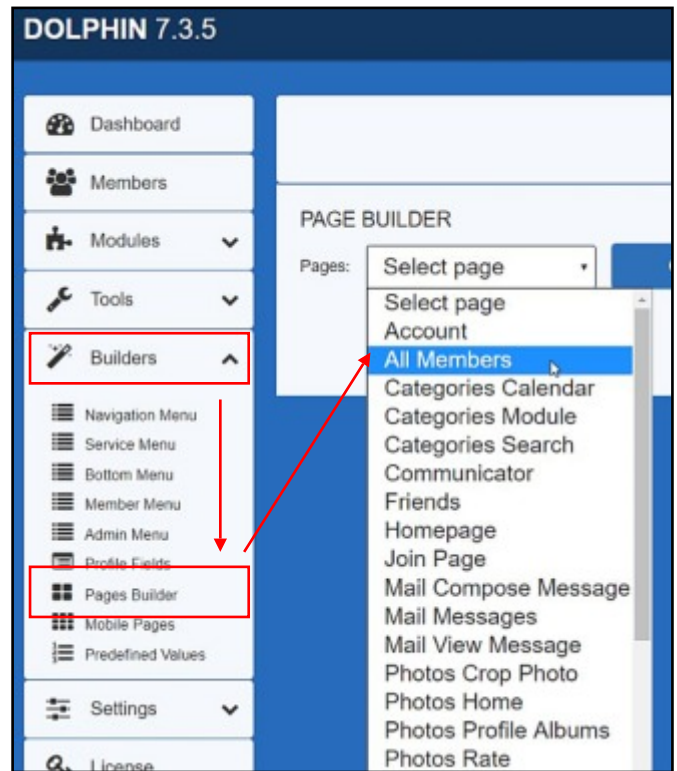 DOLPHIN 7.3.5
Dashboard
Members
Modules
Tools
Builders
Navigation Menu
Service Menu
Bottom Menu
Member Menu
Admin Menu
Profile Fields
Pages Builder
Mobile Pages
Predefined Values
Settings
License
PAGE BUILDER
Pages:
Select page
Select page
Account
All Members
Categories Calendar
Categories Module
Categories Search
Communicator
Friends
Homepage
Join Page
Mail Compose Message
Mail Messages
Mail View Message
Photos Crop Photo
Photos Home
Photos Profile Albums
Photos Rate